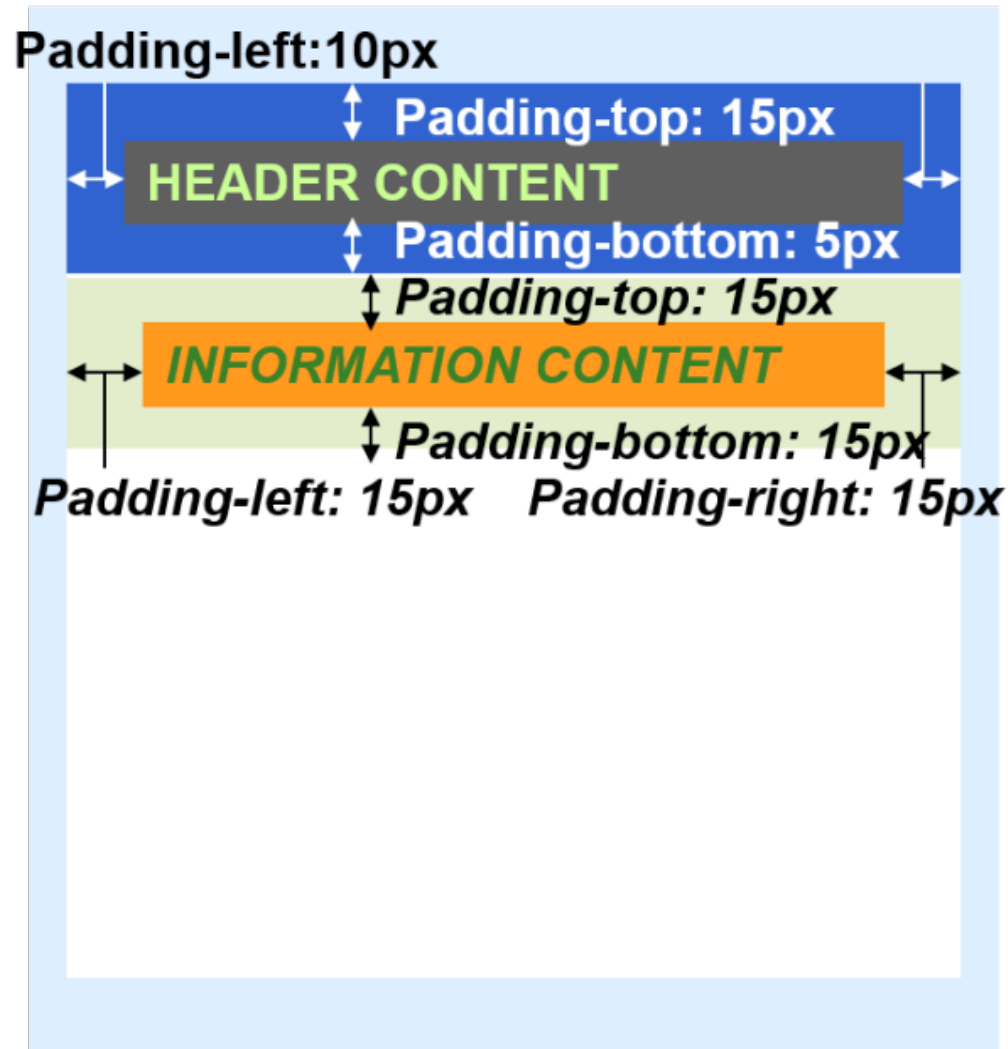 Padding-left:10px
Padding-top: 15px
HEADER CONTENT
Padding-bottom: 5px
Padding-top: 15px
INFORMATION CONTENT
Padding-bottom: 15px
Padding-left: 15px Padding-right: 15px